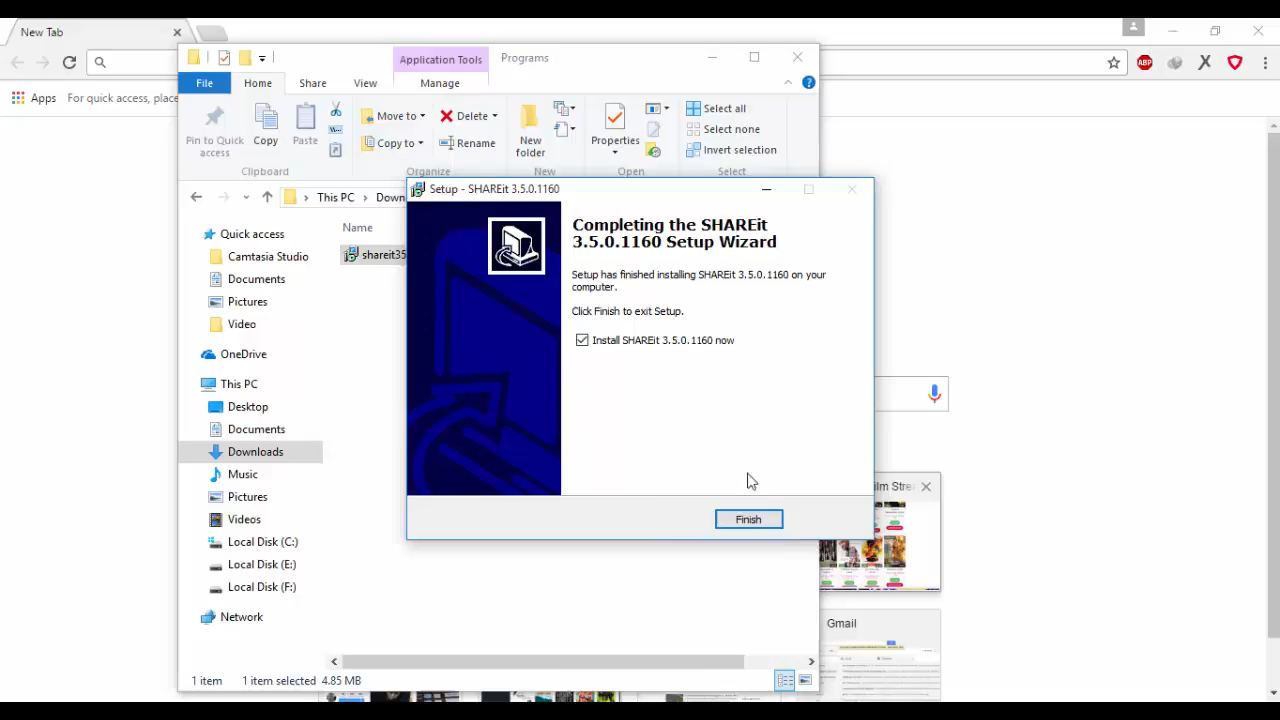 New Tab
Apps
For quick access, place
Application Tools
Programs
File
Home
Share
View
Manage
Pin to Quick
access
Copy
Paste
Clipboard
Move to
Copy to
Delete
Rename
Organize
New
folder
New
Properties
Open
Select all
Select none
Invert selection
Select
This PC
Down
Name
shareit35
Quick access
Camtasia Studio
Documents
Pictures
Video
OneDrive
This PC
Desktop
Documents
Downloads
Music
Pictures
Videos
Local Disk (C:)
Local Disk (E:)
Local Disk (F:)
Network
item
1 item selected
4.85 MB
Setup - SHAREit 3.5.0.1160
Completing the SHAREit
3.5.0.1160 Setup Wizard
Setup has finished installing SHAREit 3.5.0.1160 on your
computer.
Click Finish to exit Setup.
Install SHAREit 3.5.0.1160 now
Finish
ABP
ilm Stre
Gmail